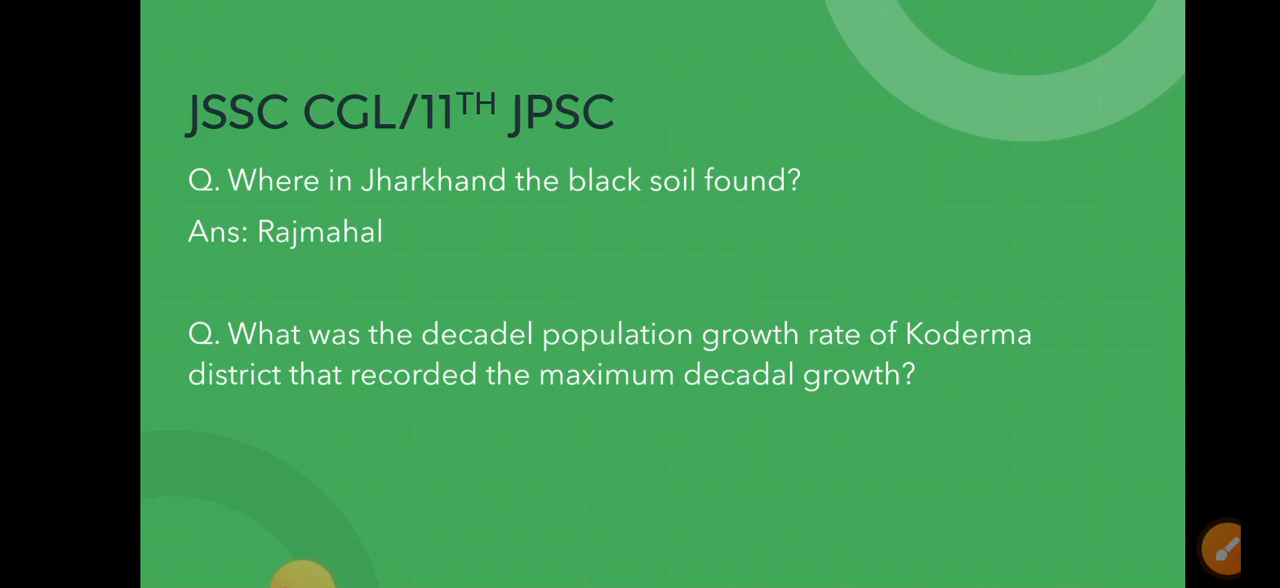 JSSC CGL/11TH JPSC
Q. Where in Jharkhand the black soil found?
Ans: Rajmahal
Q. What was the decadel population growth rate of Koderma
district that recorded the maximum decadal growth?